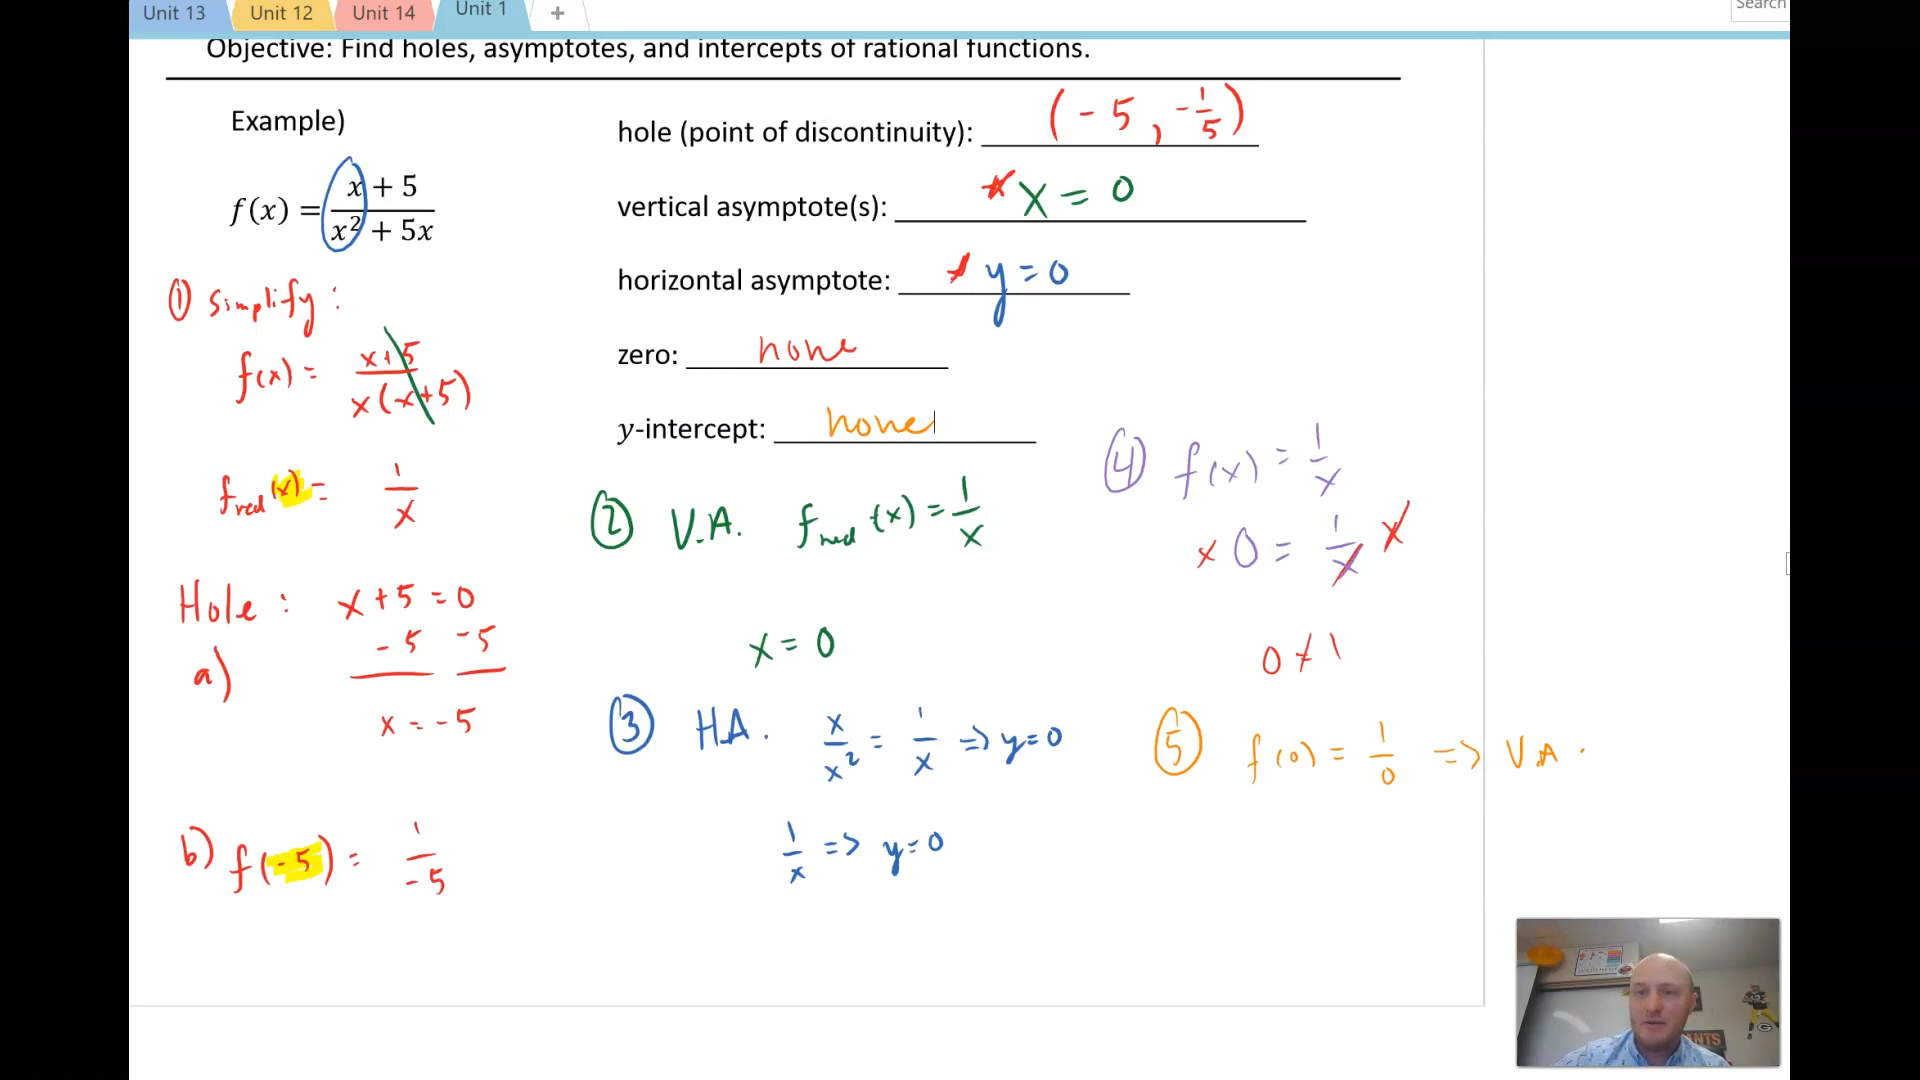 Unit 13 Unit 12 Unit 14 Unit 1 +
Search
Objective: Find holes, asymptotes, and intercepts of rational functions.
Example)
f(x) = (x + 5)/(x² + 5x)
hole (point of discontinuity): (-5, -1/5)
vertical asymptote(s): * x = 0
horizontal asymptote: * y = 0
zero: none
y-intercept: none
① Simplify:
f(x) = (x+5)/(x(x+5))
f red (x) = 1/x
Hole: x+5 = 0
-5 -5
a)
x = -5
b) f(-5) = 1/-5
② V.A. f red (x) = 1/x
x = 0
③ H.A. x/x² = 1/x => y=0
1/x => y=0
④ f(x) = 1/x
x 0 = 1/x x
0 ≠ 1
⑤ f(0) = 1/0 => V.A.
ANTS
G